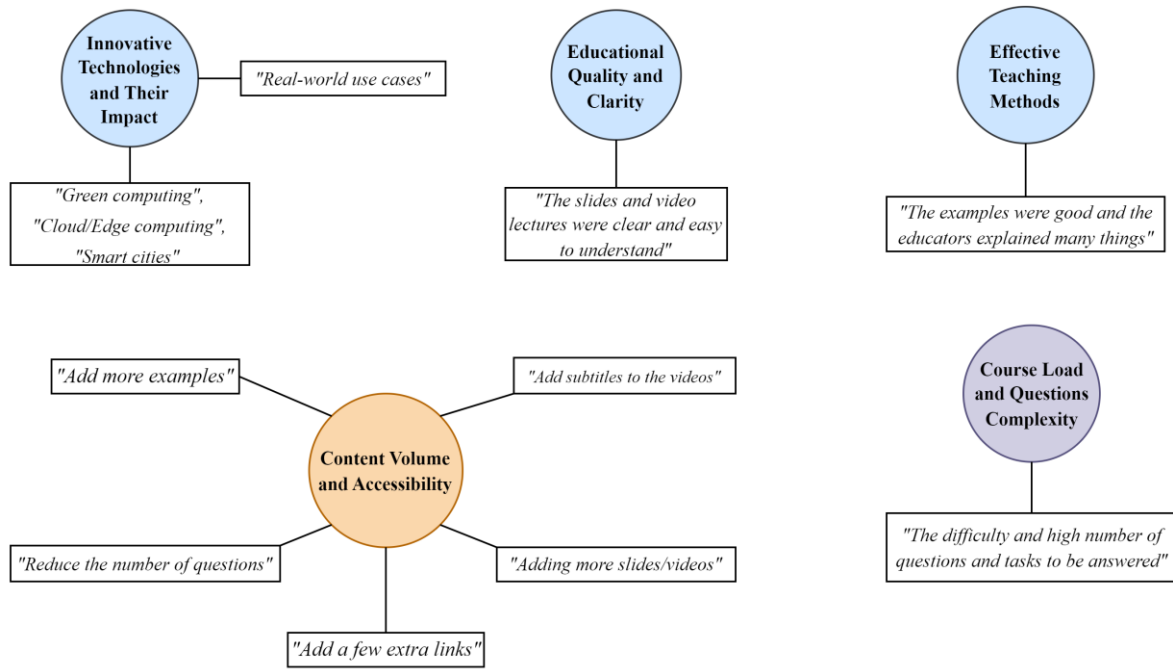 Innovative
Technologies
and Their
Impact
"Real-world use cases"
"Green computing",
"Cloud/Edge computing",
"Smart cities"
Educational
Quality and
Clarity
"The slides and video
lectures were clear and easy
to understand"
Effective
Teaching
Methods
"The examples were good and the
educators explained many things"
"Add more examples"
"Add subtitles to the videos"
Content Volume
and Accessibility
"Reduce the number of questions"
"Adding more slides/videos"
"Add a few extra links"
Course Load
and Questions
Complexity
"The difficulty and high number of
questions and tasks to be answered"